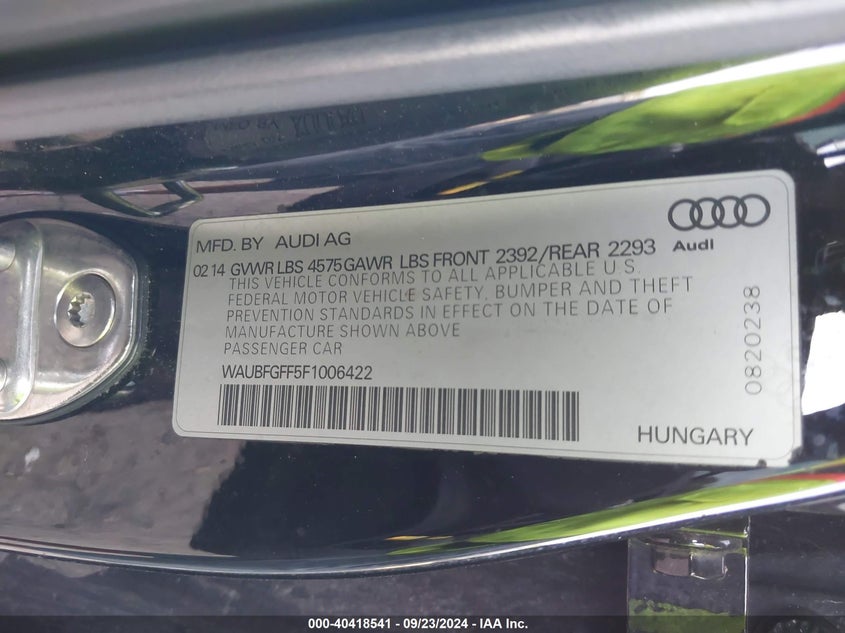 MFD. BY AUDI AG
Audi
02 14 GVWR LBS 4575 GAWR LBS FRONT 2392/REAR 2293
THIS VEHICLE CONFORMS TO ALL APPLICABLE U.S.
FEDERAL MOTOR VEHICLE SAFETY, BUMPER AND THEFT
PREVENTION STANDARDS IN EFFECT ON THE DATE OF
MANUFACTURE SHOWN ABOVE
PASSENGER CAR
WAUBFGFF5F1006422
0820238
HUNGARY
000-40418541 / 09/23/2024 - IAA Inc.